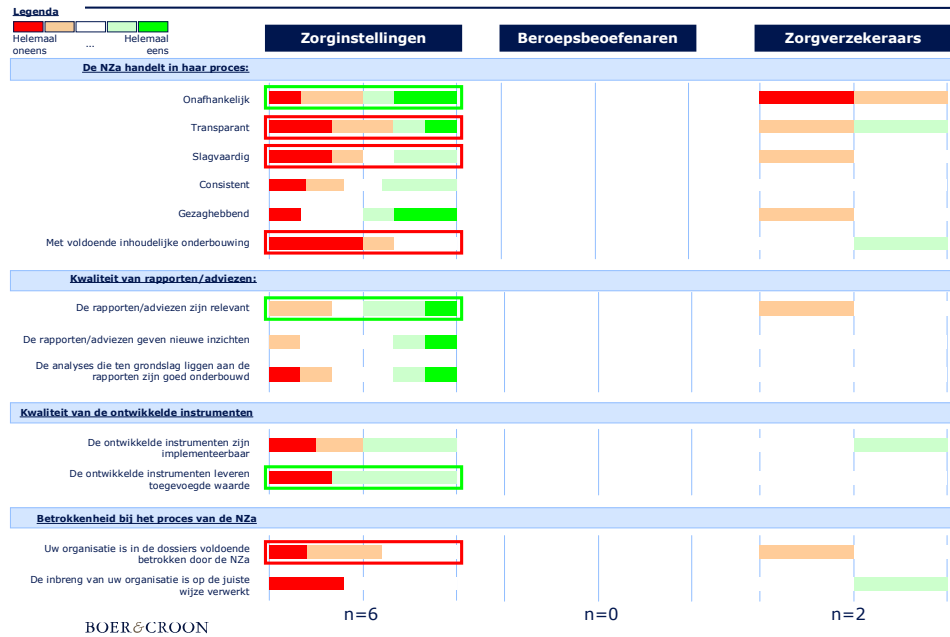 Legenda
Helemaal oneens
...
Helemaal eens
Zorginstellingen
Beroepsbeoefenaren
Zorgverzekeraars
De NZa handelt in haar proces:
Onafhankelijk
Transparant
Slagvaardig
Consistent
Gezaghebbend
Met voldoende inhoudelijke onderbouwing
Kwaliteit van rapporten/adviezen:
De rapporten/adviezen zijn relevant
De rapporten/adviezen geven nieuwe inzichten
De analyses die ten grondslag liggen aan de
rapporten zijn goed onderbouwd
Kwaliteit van de ontwikkelde instrumenten
De ontwikkelde instrumenten zijn
implementeerbaar
De ontwikkelde instrumenten leveren
toegevoegde waarde
Betrokkenheid bij het proces van de NZa
Uw organisatie is in de dossiers voldoende
betrokken door de NZa
De inbreng van uw organisatie is op de juiste
wijze verwerkt
n=6
n=0
n=2
BOER&CROON